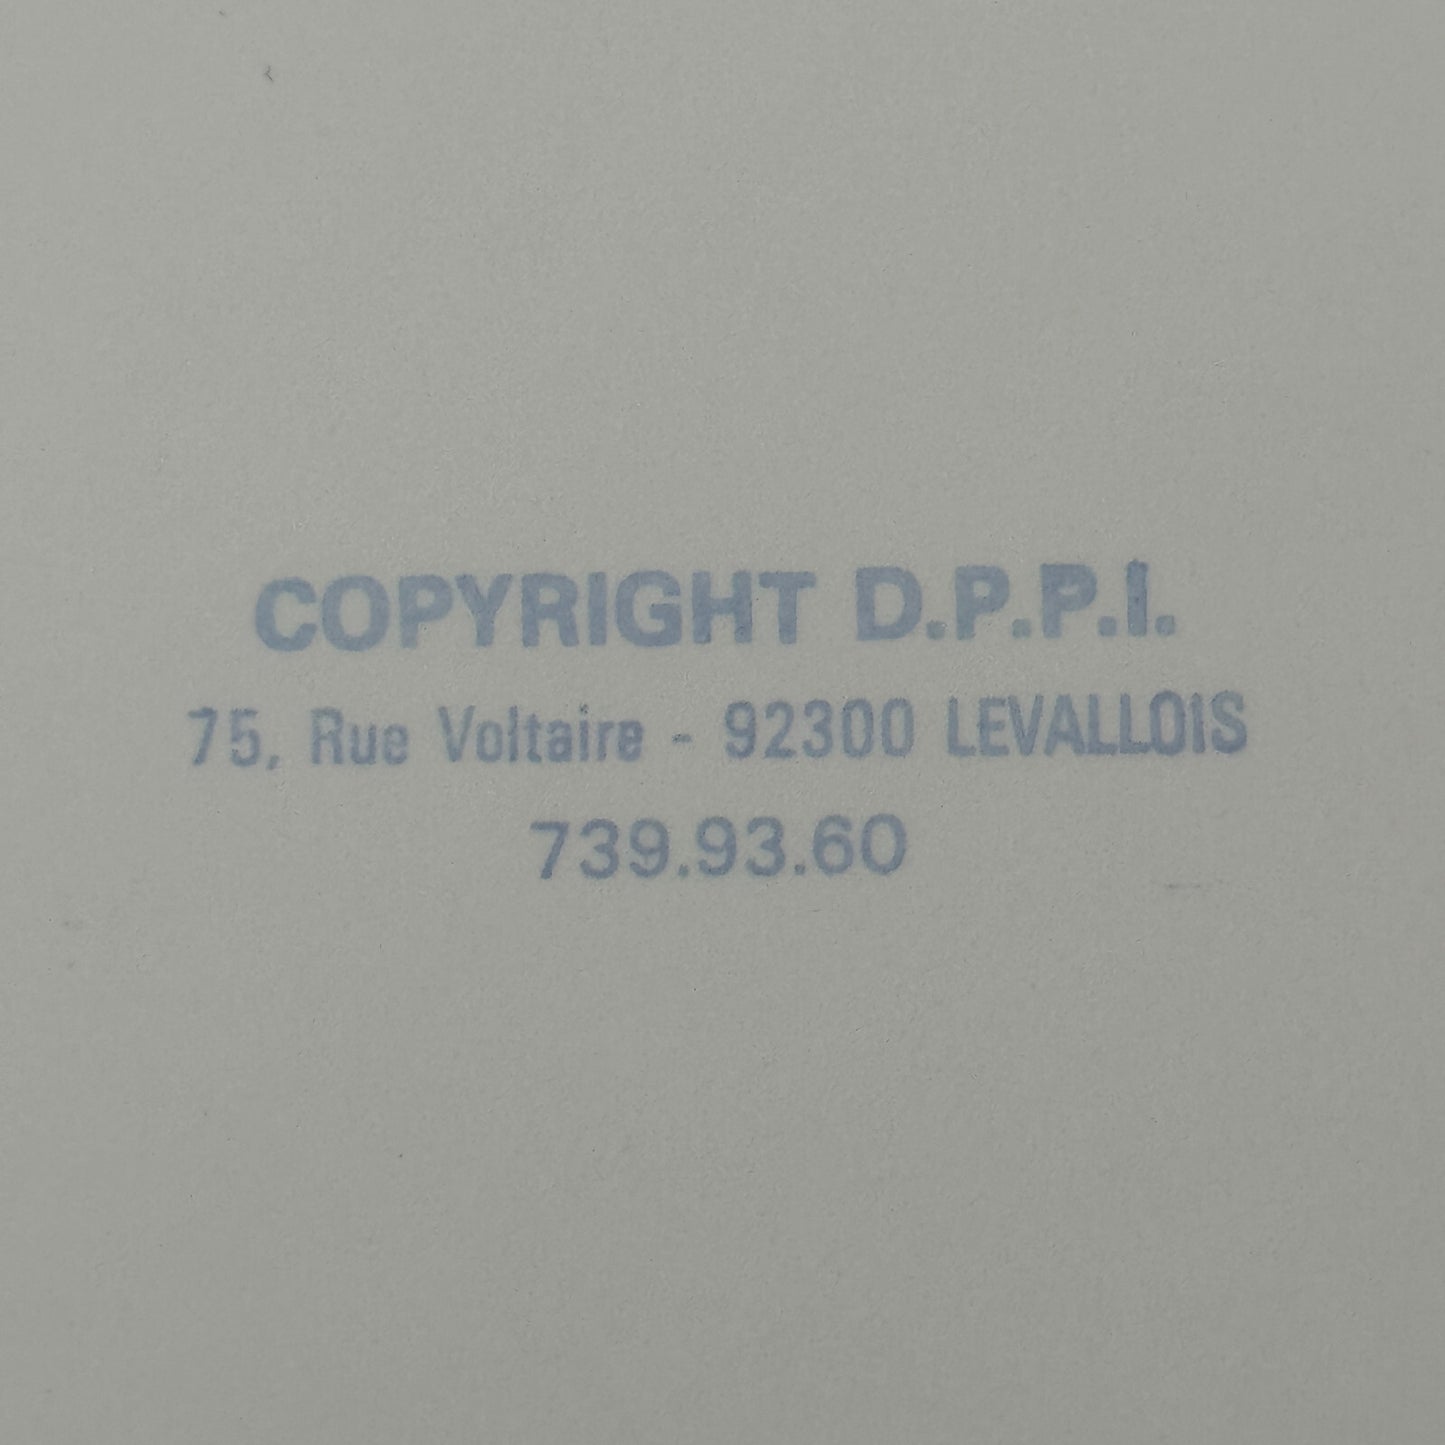 COPYRIGHT D.P.P.I.
75, Rue Voltaire - 92300 LEVALLOIS
739.93.60